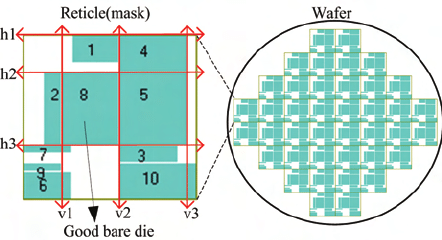 Reticle(mask)
Wafer
h1
1
4
h2
2
8
5
h3
7
3
9
6
10
v1
v2
v3
Good bare die